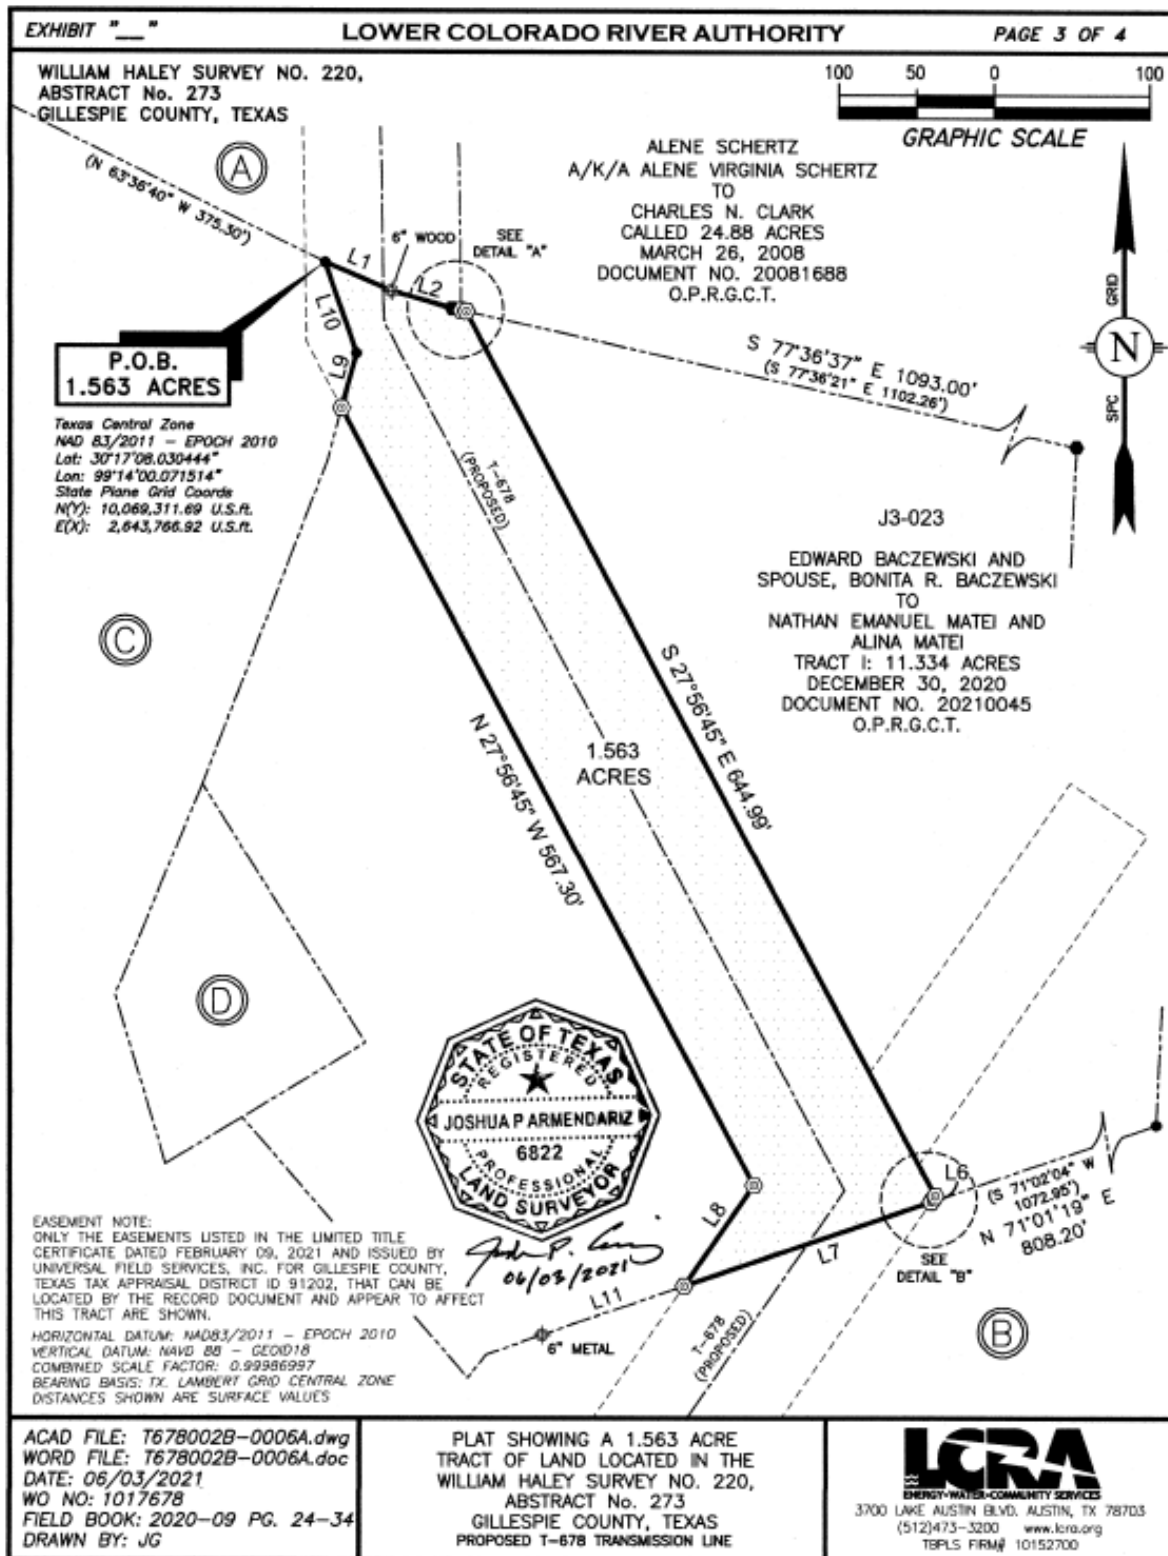 EXHIBIT "__"
LOWER COLORADO RIVER AUTHORITY
PAGE 3 OF 4
WILLIAM HALEY SURVEY NO. 220,
ABSTRACT No. 273
GILLESPIE COUNTY, TEXAS
100 50 0 100
GRAPHIC SCALE
(N 63°36'40" W 375.30')
A
ALENE SCHERTZ
A/K/A ALENE VIRGINIA SCHERTZ
TO
CHARLES N. CLARK
CALLED 24.88 ACRES
MARCH 26, 2008
DOCUMENT NO. 20081688
O.P.R.G.C.T.
6" WOOD
SEE
DETAIL "A"
L1
L2
L10
L9
GRID
N
SPC
P.O.B.
1.563 ACRES
S 77°36'37" E 1093.00'
(S 77°36'21" E 1102.26')
Texas Central Zone
NAD 83/2011 – EPOCH 2010
Lat: 30°17'08.030444"
Lon: 99°14'00.071514"
State Plane Grid Coords
N(Y): 10,069,311.69 U.S.ft.
E(X): 2,643,766.92 U.S.ft.
T-678
(PROPOSED)
J3-023
EDWARD BACZEWSKI AND
SPOUSE, BONITA R. BACZEWSKI
TO
NATHAN EMANUEL MATEI AND
ALINA MATEI
TRACT I: 11.334 ACRES
DECEMBER 30, 2020
DOCUMENT NO. 20210045
O.P.R.G.C.T.
C
S 27°56'45" E 644.99'
N 27°56'45" W 567.30'
1.563
ACRES
D
STATE OF TEXAS
REGISTERED
JOSHUA P ARMENDARIZ
6822
PROFESSIONAL
LAND SURVEYOR
06/03/2021
L8
L7
L6
L11
(S 71°02'04" W
1072.95')
N 71°01'19" E
808.20'
SEE
DETAIL "B"
B
6" METAL
T-678
(PROPOSED)
EASEMENT NOTE:
ONLY THE EASEMENTS LISTED IN THE LIMITED TITLE
CERTIFICATE DATED FEBRUARY 09, 2021 AND ISSUED BY
UNIVERSAL FIELD SERVICES, INC. FOR GILLESPIE COUNTY,
TEXAS TAX APPRAISAL DISTRICT ID 91202, THAT CAN BE
LOCATED BY THE RECORD DOCUMENT AND APPEAR TO AFFECT
THIS TRACT ARE SHOWN.
HORIZONTAL DATUM: NAD83/2011 – EPOCH 2010
VERTICAL DATUM: NAVD 88 – GEOID18
COMBINED SCALE FACTOR: 0.99986997
BEARING BASIS: TX. LAMBERT GRID CENTRAL ZONE
DISTANCES SHOWN ARE SURFACE VALUES
ACAD FILE: T678002B-0006A.dwg
WORD FILE: T678002B-0006A.doc
DATE: 06/03/2021
WO NO: 1017678
FIELD BOOK: 2020-09 PG. 24-34
DRAWN BY: JG
PLAT SHOWING A 1.563 ACRE
TRACT OF LAND LOCATED IN THE
WILLIAM HALEY SURVEY NO. 220,
ABSTRACT No. 273
GILLESPIE COUNTY, TEXAS
PROPOSED T-678 TRANSMISSION LINE
LCRA
ENERGY•WATER•COMMUNITY SERVICES
3700 LAKE AUSTIN BLVD. AUSTIN, TX 78703
(512)473-3200 www.lcra.org
TBPLS FIRM# 10152700